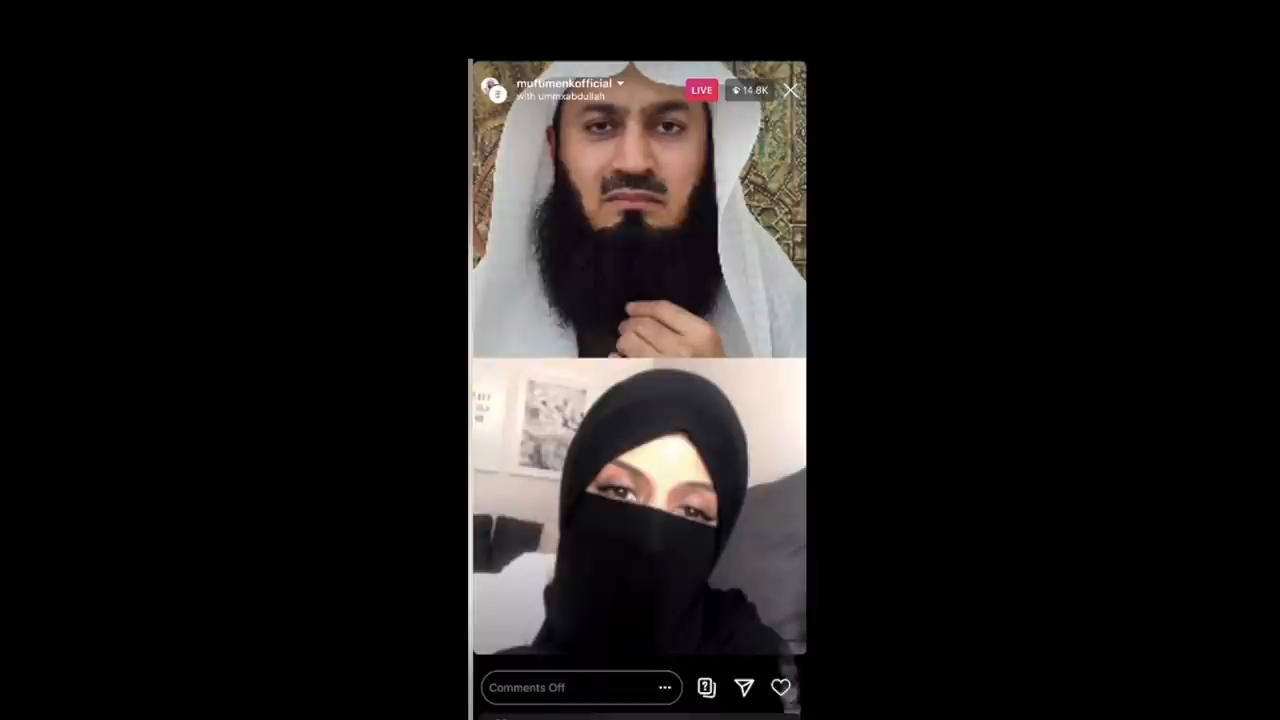 muftimenkofficial
with ummxabdullah
LIVE
14.8K
Comments Off